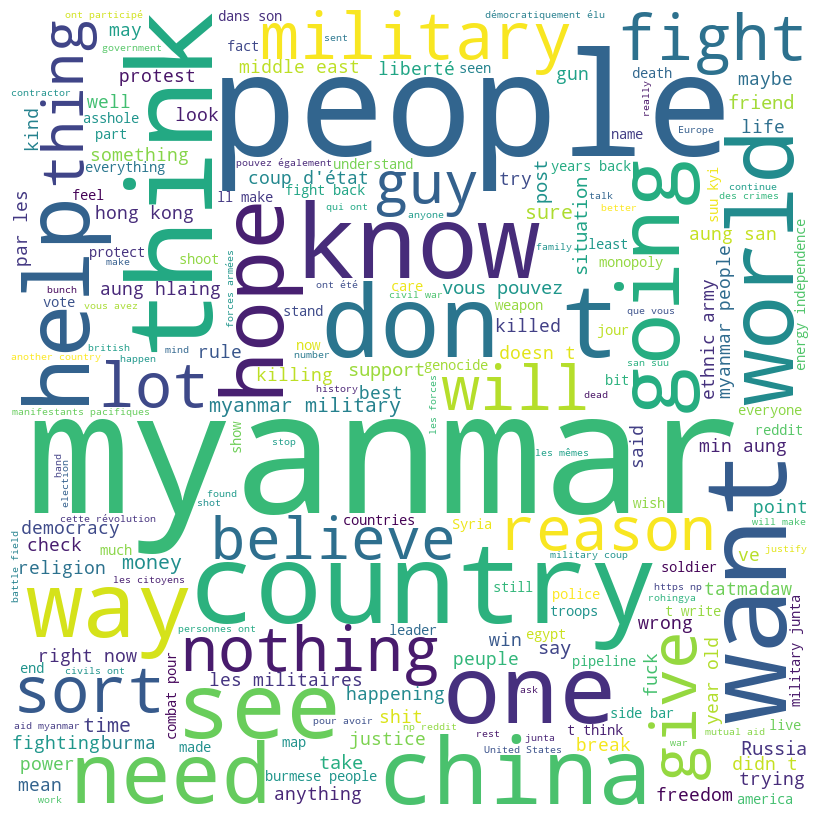 ont participé
dans son
military
démocratiquement élu
fight
government
may
fact
sent
think
thing
people
middle east
liberté
seen
gun
death
maybe
contractor
protest
well
asshole
part
look
really
name
friend
kind
something
everything
pouvez également
understand
Europe
life
world
help
feel
hong kong
ll make
coup d'état
fight back
guy
try
post
years back
talk
better
continue
des crimes
par les
protect
make
shoot
hope
qui ont
anyone
sure
situation
going
least
suu kyi
aung san
energy independence
bunch
aung hlaing
forces armées
know
family
monopoly
vote
vous avez
ont été
care
vous pouvez
jour
ethnic army
myanmar people
civil war
weapon
que vous
british
mind
rule
stand
don t
killed
another country
happen
now
number
support
genocide
doesn t
san suu
lot
killing
history
best
will
bit
dead
manifestants pacifiques
myanmar military
les forces
everyone
show
stop
said
reddit
myanmar
les mêmes
min aung
want
hand
election
found
shot
wish
cette révolution
countries
Syria
reason
point
democracy
believe
will make
battle field
check
much
military coup
ve
justify
religion
money
still
soldier
les citoyens
country
police
https np
rohingya
tatmadaw
troops
way
personnes ont
t write
leader
win
egypt
wrong
military junta
right now
nothing
say
give
end
civils ont
combat pour
peuple
pipeline
fuck
year old
sort
les militaires
one
ask
happening
side bar
aid myanmar
see
pour avoir
shit
np reddit
t think
live
time
rest
junta
war
mutual aid
fightingburma
made
map
justice
United States
break
didn t
Russia
power
need
take
china
trying
mean
burmese people
anything
freedom
america
work